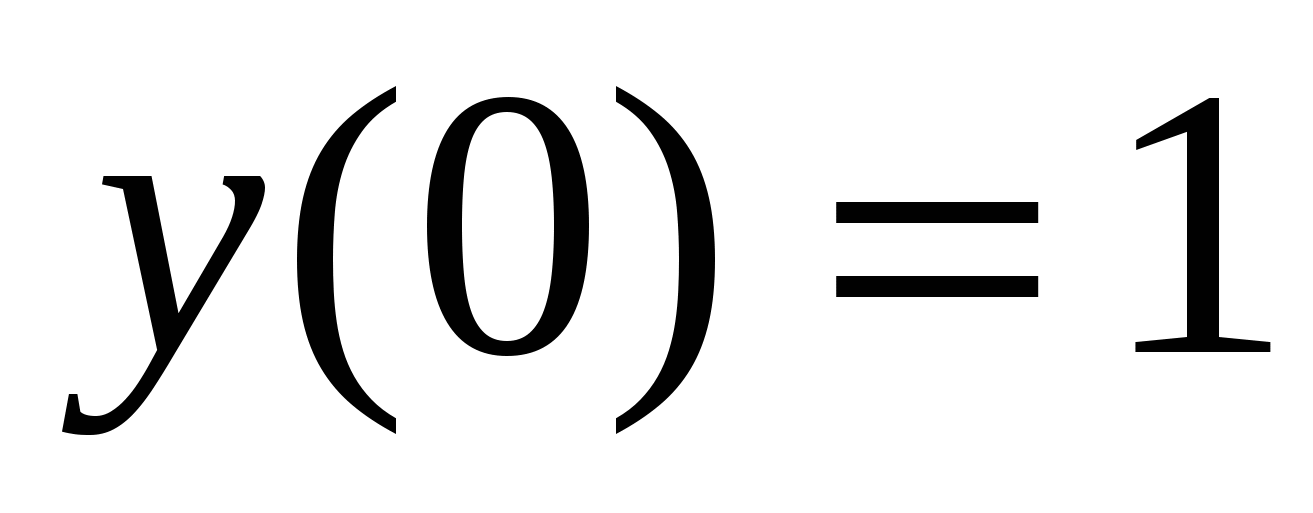 y(0) = 1